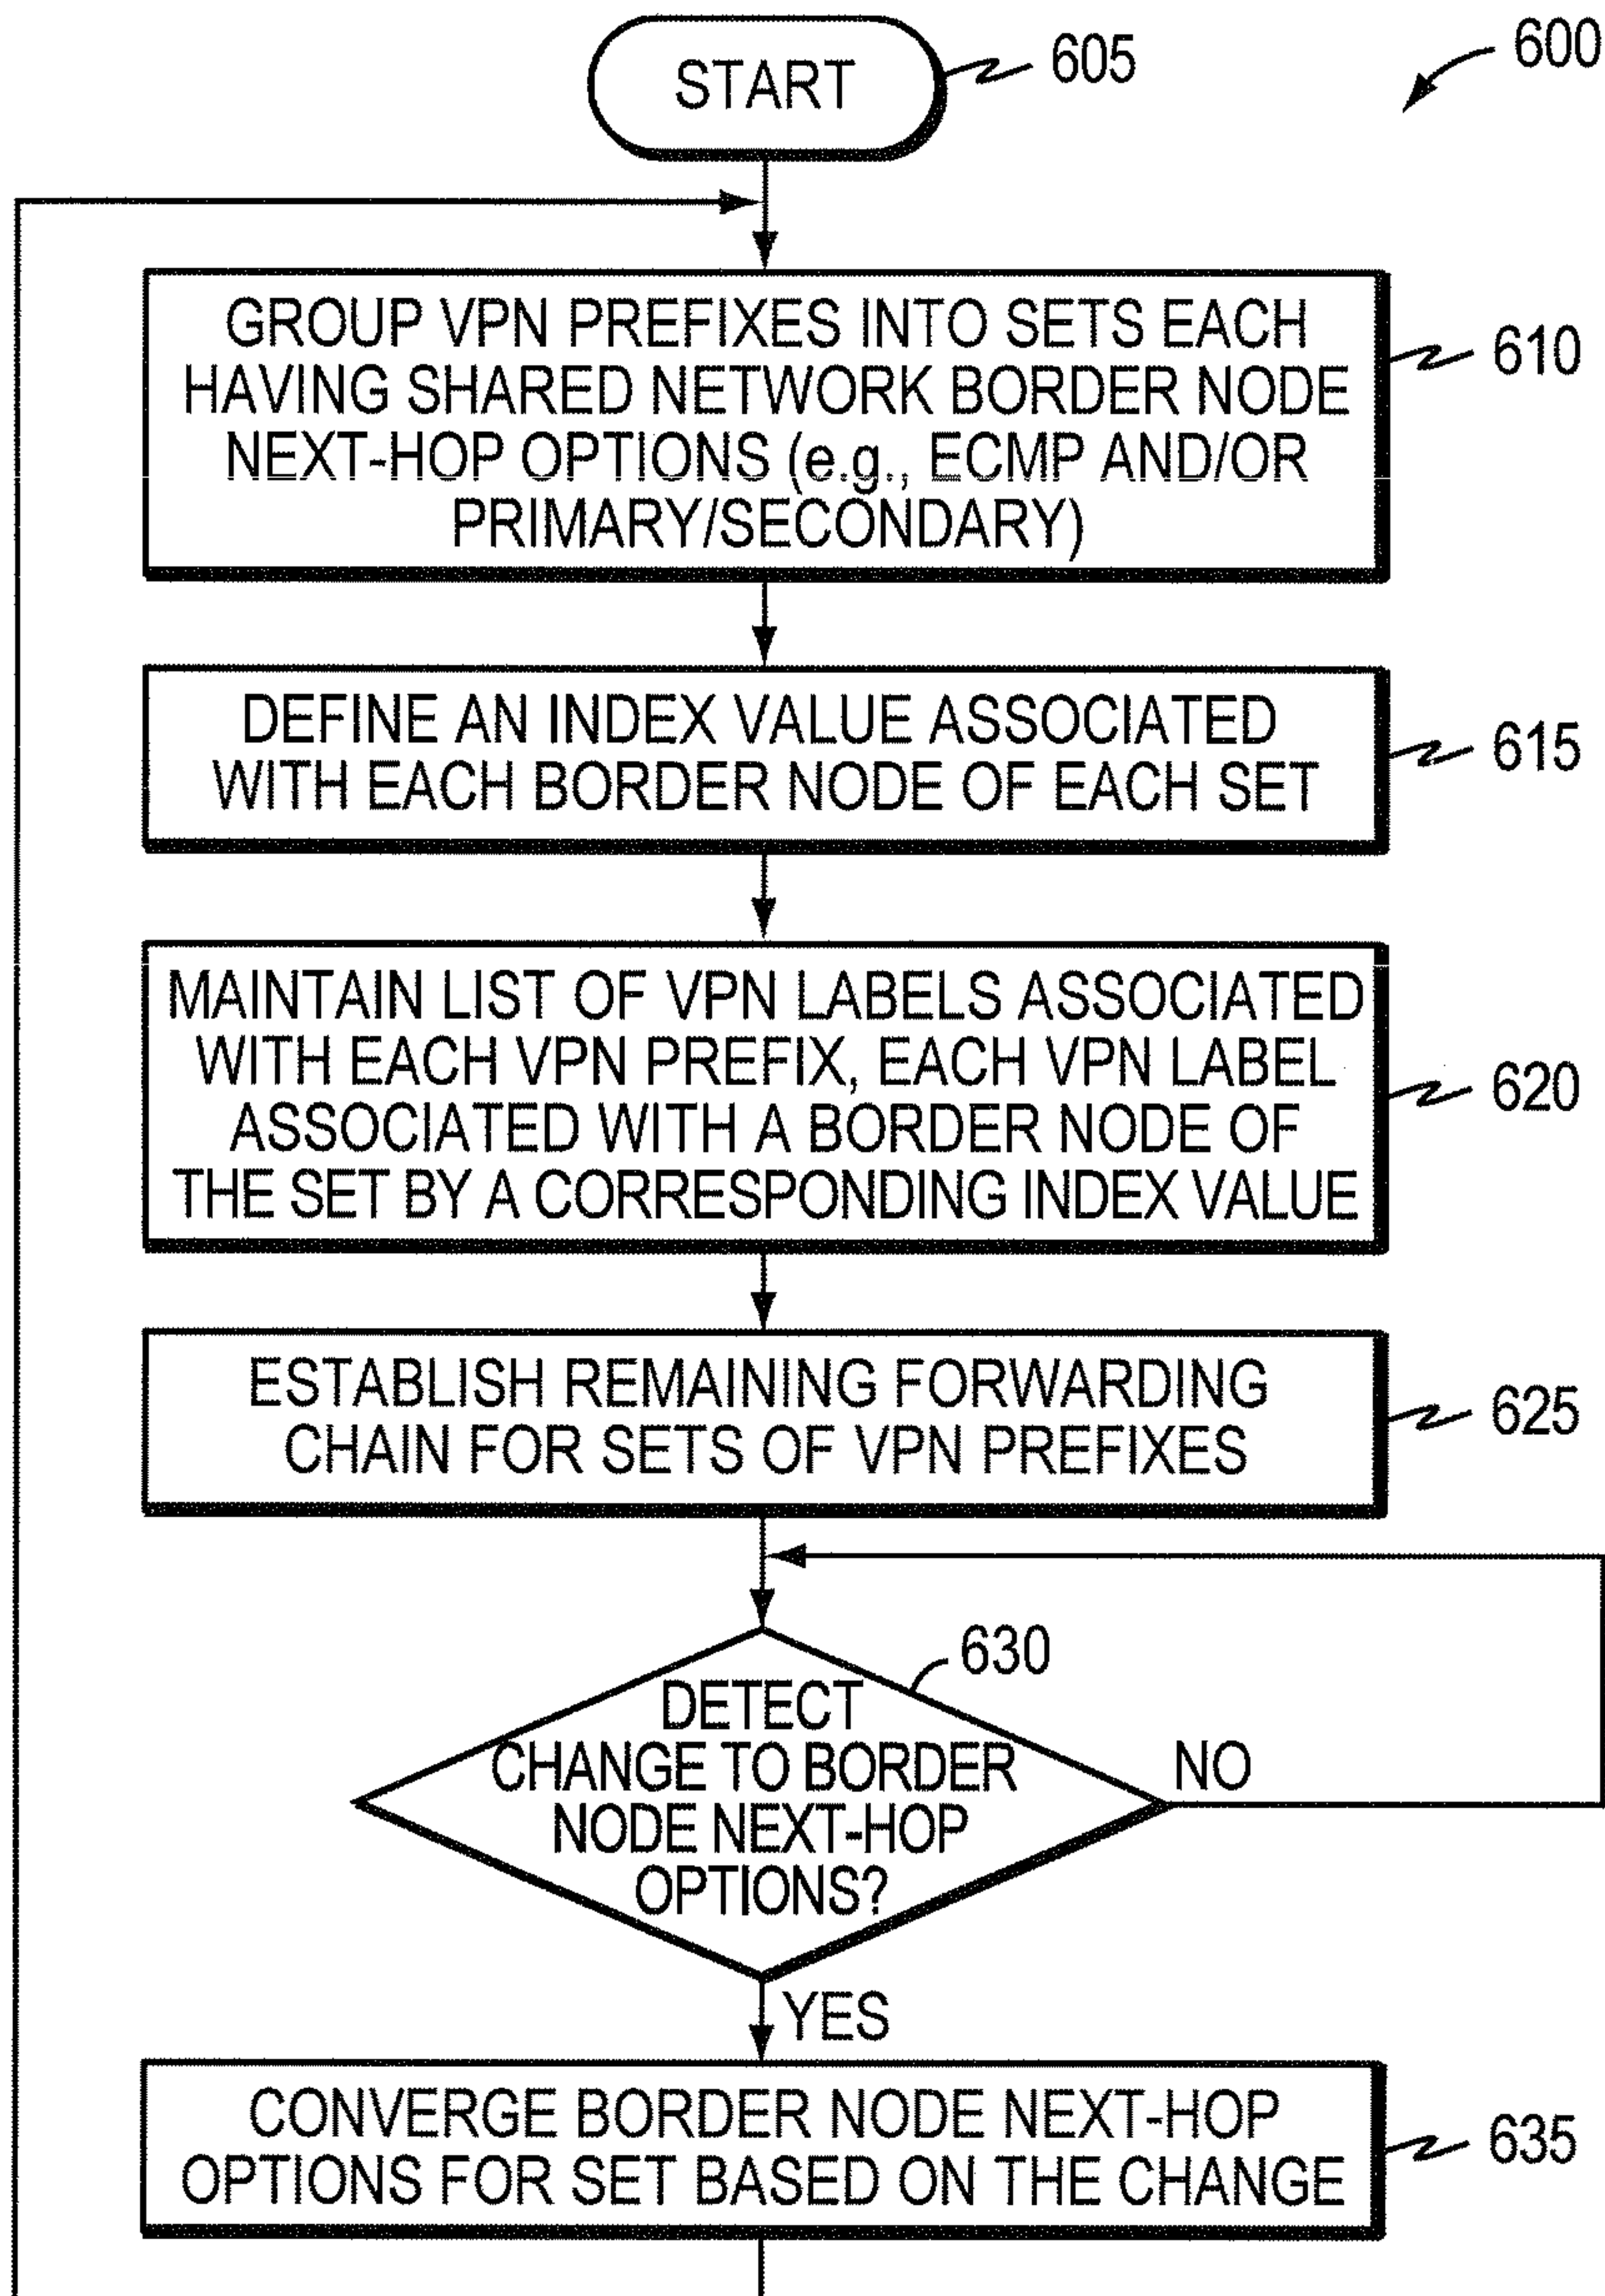 600
START
605
GROUP VPN PREFIXES INTO SETS EACH
HAVING SHARED NETWORK BORDER NODE
NEXT-HOP OPTIONS (e.g., ECMP AND/OR
PRIMARY/SECONDARY)
610
DEFINE AN INDEX VALUE ASSOCIATED
WITH EACH BORDER NODE OF EACH SET
615
MAINTAIN LIST OF VPN LABELS ASSOCIATED
WITH EACH VPN PREFIX, EACH VPN LABEL
ASSOCIATED WITH A BORDER NODE OF
THE SET BY A CORRESPONDING INDEX VALUE
620
ESTABLISH REMAINING FORWARDING
CHAIN FOR SETS OF VPN PREFIXES
625
630
DETECT
CHANGE TO BORDER
NODE NEXT-HOP
OPTIONS?
NO
YES
CONVERGE BORDER NODE NEXT-HOP
OPTIONS FOR SET BASED ON THE CHANGE
635